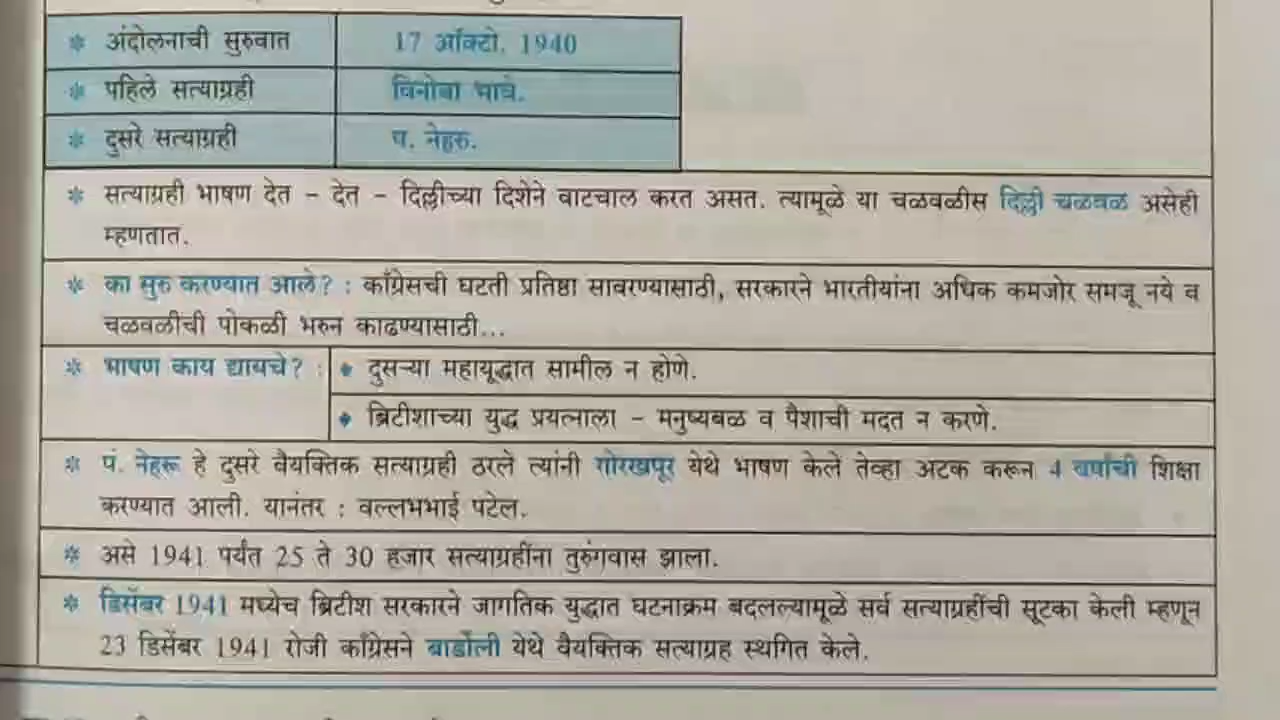 * अंदोलनाची सुरुवात 17 ऑक्टो. 1940
* पहिले सत्याग्रही विनोबा भावे.
* दुसरे सत्याग्रही प. नेहरु.
* सत्याग्रही भाषण देत - देत - दिल्लीच्या दिशेने वाटचाल करत असत. त्यामूळे या चळवळीस दिल्ली चळवळ असेही
म्हणतात.
* का सुरु करण्यात आले? : काँग्रेसची घटती प्रतिष्ठा सावरण्यासाठी, सरकारने भारतीयांना अधिक कमजोर समजू नये व
चळवळीची पोकळी भरुन काढण्यासाठी...
* भाषण काय द्यायचे? : • दुसऱ्या महायूद्धात सामील न होणे.
• ब्रिटीशाच्या युद्ध प्रयत्नाला - मनुष्यबळ व पैशाची मदत न करणे.
* पं. नेहरू हे दुसरे वैयक्तिक सत्याग्रही ठरले त्यांनी गोरखपूर येथे भाषण केले तेव्हा अटक करून 4 वर्षाची शिक्षा
करण्यात आली. यानंतर : वल्लभभाई पटेल.
* असे 1941 पर्यंत 25 ते 30 हजार सत्याग्रहींना तुरुंगवास झाला.
* डिसेंबर 1941 मध्येच ब्रिटीश सरकारने जागतिक युद्धात घटनाक्रम बदलल्यामूळे सर्व सत्याग्रहींची सूटका केली म्हणून
23 डिसेंबर 1941 रोजी काँग्रेसने बार्डोली येथे वैयक्तिक सत्याग्रह स्थगित केले.